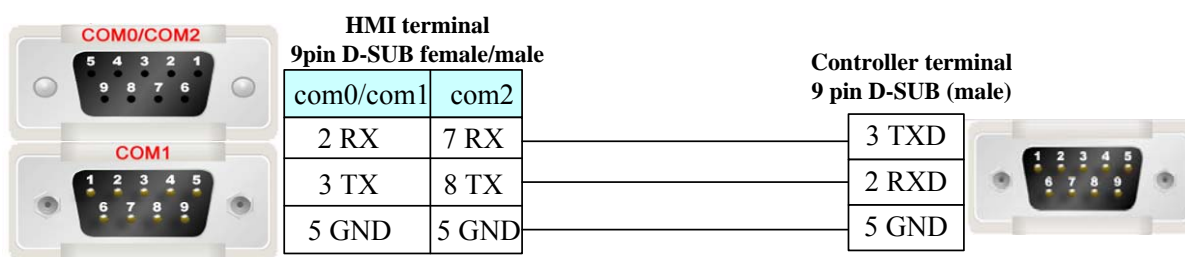 COM0/COM2
5 4 3 2 1
9 8 7 6
COM1
1 2 3 4 5
6 7 8 9
HMI terminal
9pin D-SUB female/male
com0/com1 com2
2 RX 7 RX
3 TX 8 TX
5 GND 5 GND
Controller terminal
9 pin D-SUB (male)
3 TXD
2 RXD
5 GND
1 2 3 4 5
6 7 8 9